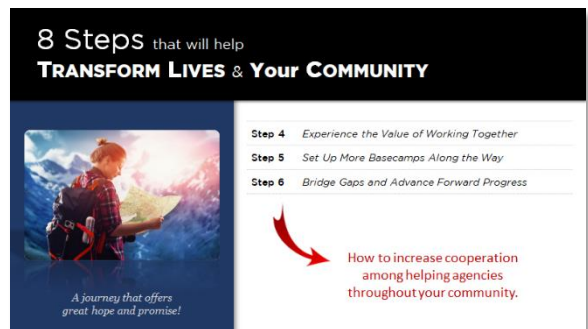 8 Steps that will help
TRANSFORM LIVES & Your COMMUNITY
Step 4 Experience the Value of Working Together
Step 5 Set Up More Basecamps Along the Way
Step 6 Bridge Gaps and Advance Forward Progress
How to increase cooperation
among helping agencies
throughout your community.
A journey that offers
great hope and promise!